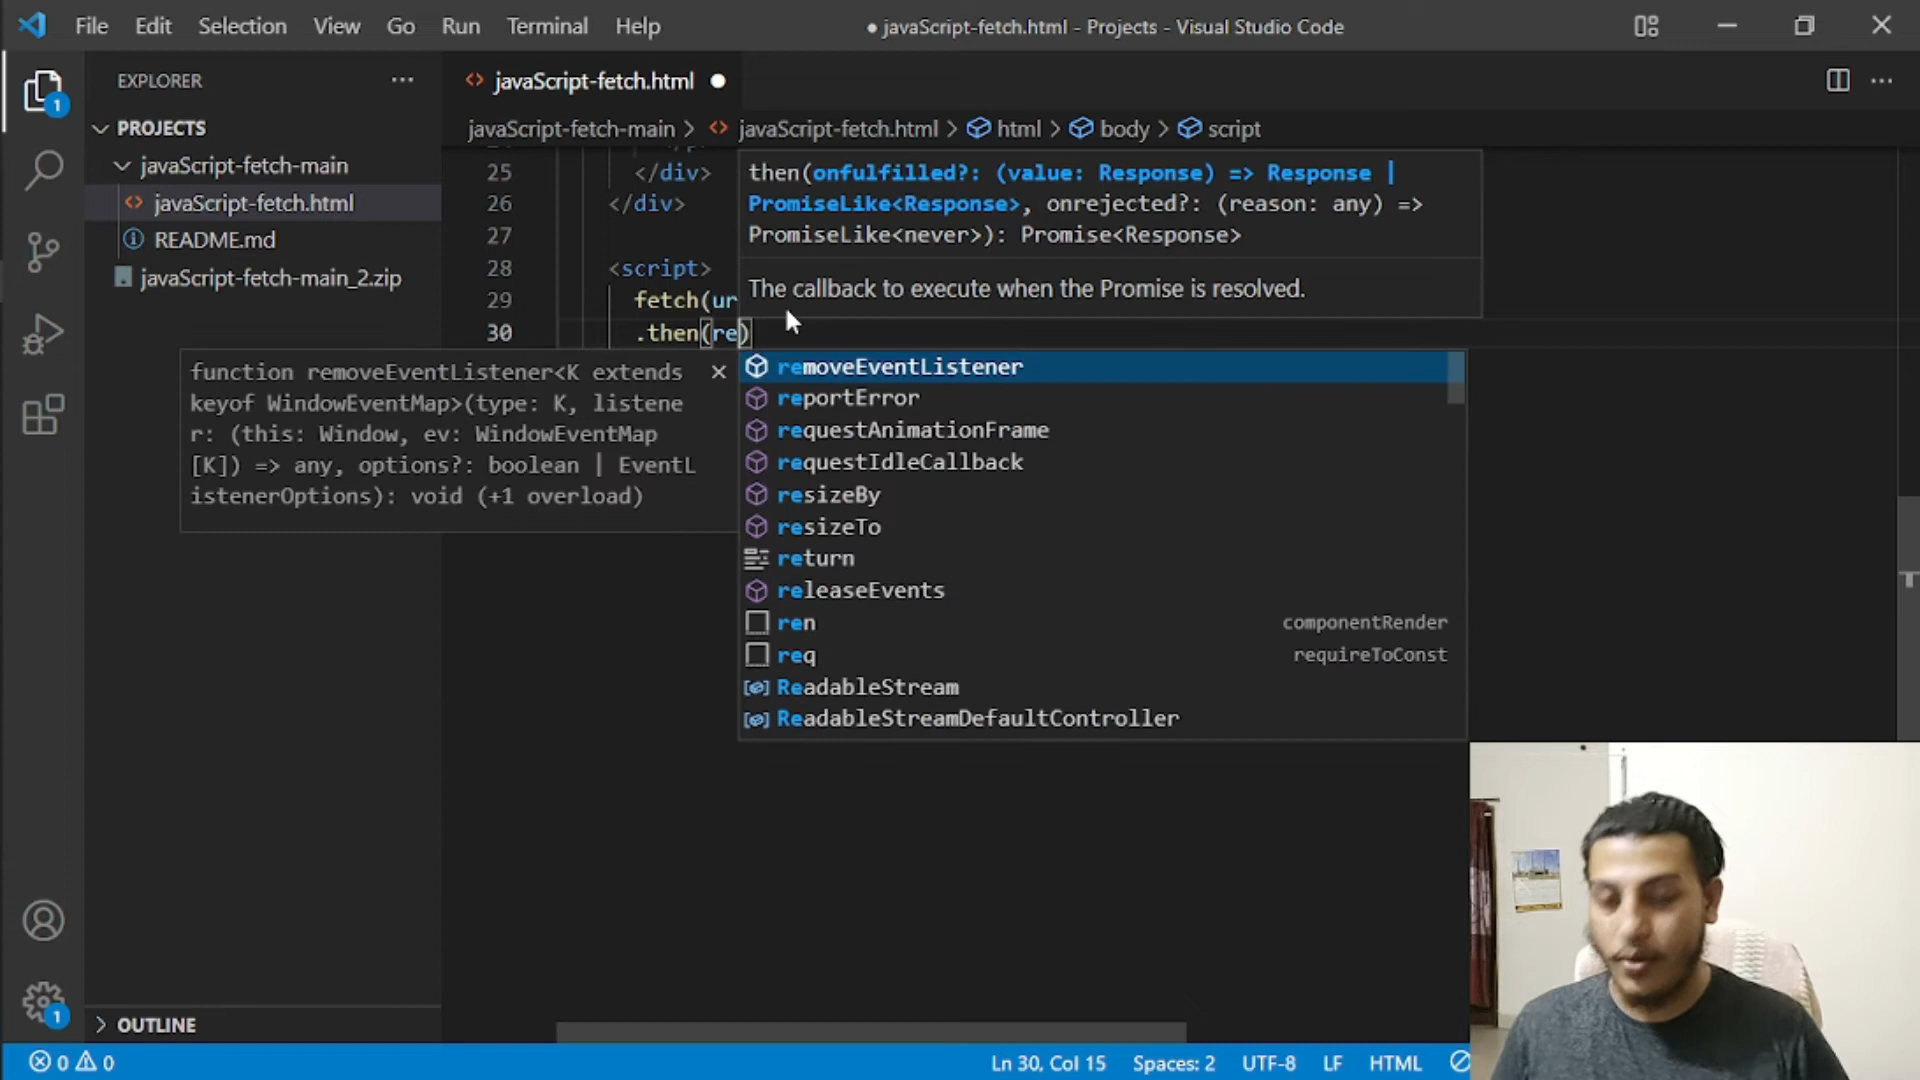 File Edit Selection View Go Run Terminal Help
● javaScript-fetch.html - Projects - Visual Studio Code
EXPLORER
PROJECTS
javaScript-fetch-main
javaScript-fetch.html
README.md
javaScript-fetch-main_2.zip
OUTLINE
javaScript-fetch.html
javaScript-fetch-main > javaScript-fetch.html > html > body > script
25 </div>
26 </div>
27
28 <script>
29 fetch(ur
30 .then(re)
then(onfulfilled?: (value: Response) => Response |
PromiseLike<Response>, onrejected?: (reason: any) =>
PromiseLike<never>): Promise<Response>
The callback to execute when the Promise is resolved.
function removeEventListener<K extends
keyof WindowEventMap>(type: K, listene
r: (this: Window, ev: WindowEventMap
[K]) => any, options?: boolean | EventL
istenerOptions): void (+1 overload)
removeEventListener
reportError
requestAnimationFrame
requestIdleCallback
resizeBy
resizeTo
return
releaseEvents
ren componentRender
req requireToConst
ReadableStream
ReadableStreamDefaultController
1
1
0 0
Ln 30, Col 15 Spaces: 2 UTF-8 LF HTML